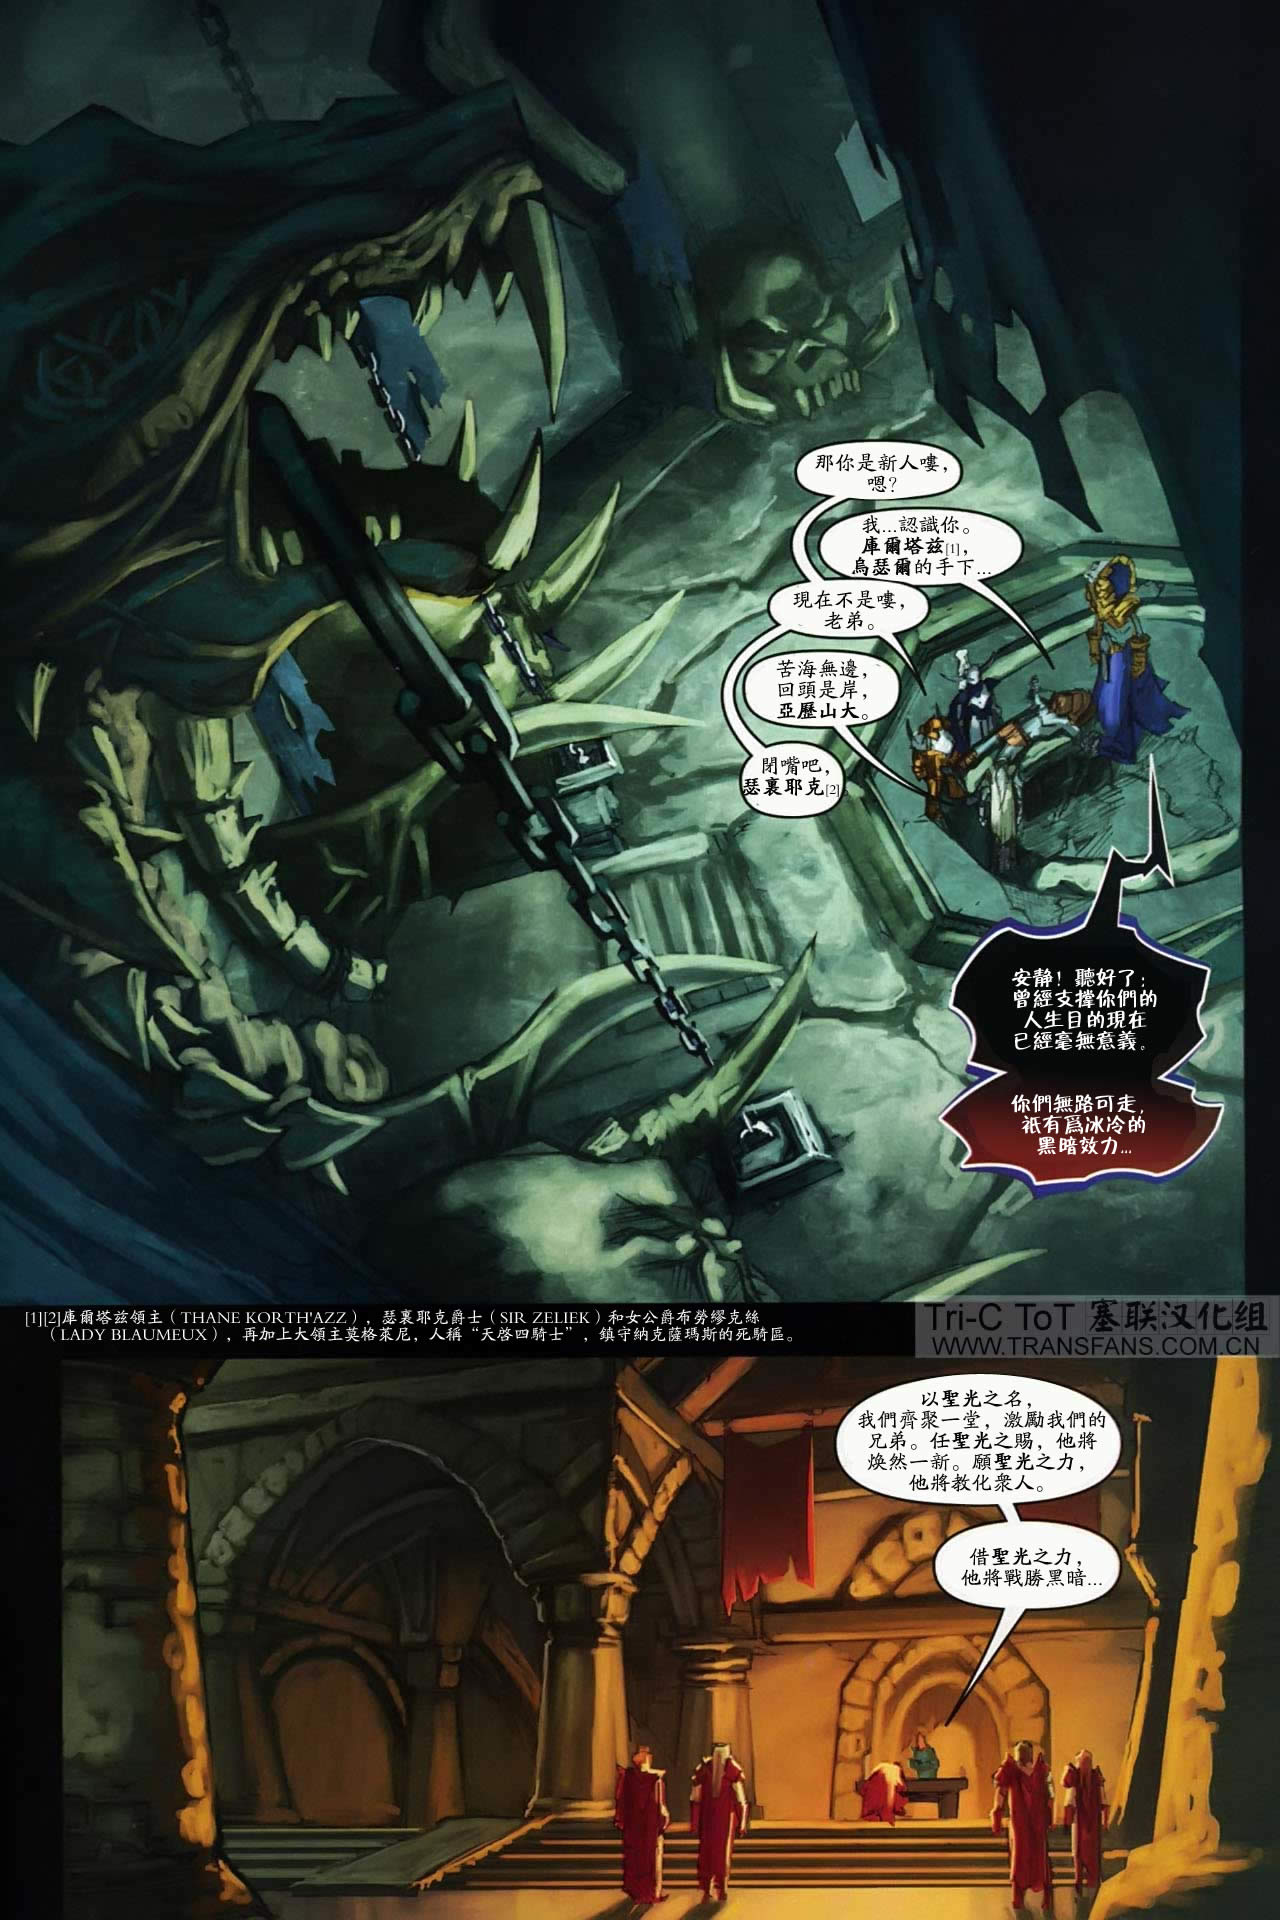 那你是新人嘍，
嗯？
我...認識你。
庫爾塔兹[1]，
烏瑟爾的手下...
現在不是嘍，
老弟。
苦海無邊，
回頭是岸，
亞歷山大。
閉嘴吧，
瑟裏耶克[2]。
安静！聽好了：
曾經支撐你們的
人生目的現在
已經毫無意義。
你們無路可走，
衹有爲冰冷的
黑暗效力...
[1][2]庫爾塔兹領主（THANE KORTH'AZZ），瑟裏耶克爵士（SIR ZELIEK）和女公爵布勞繆克絲
（LADY BLAUMEUX），再加上大領主莫格萊尼，人稱“天啓四騎士”，鎮守納克薩瑪斯的死騎區。
Tri-C ToT 塞联汉化组
WWW.TRANSFANS.COM.CN
以聖光之名，
我們齊聚一堂，激勵我們的
兄弟。任聖光之賜，他將
焕然一新。願聖光之力，
他將教化衆人。
借聖光之力，
他將戰勝黑暗...